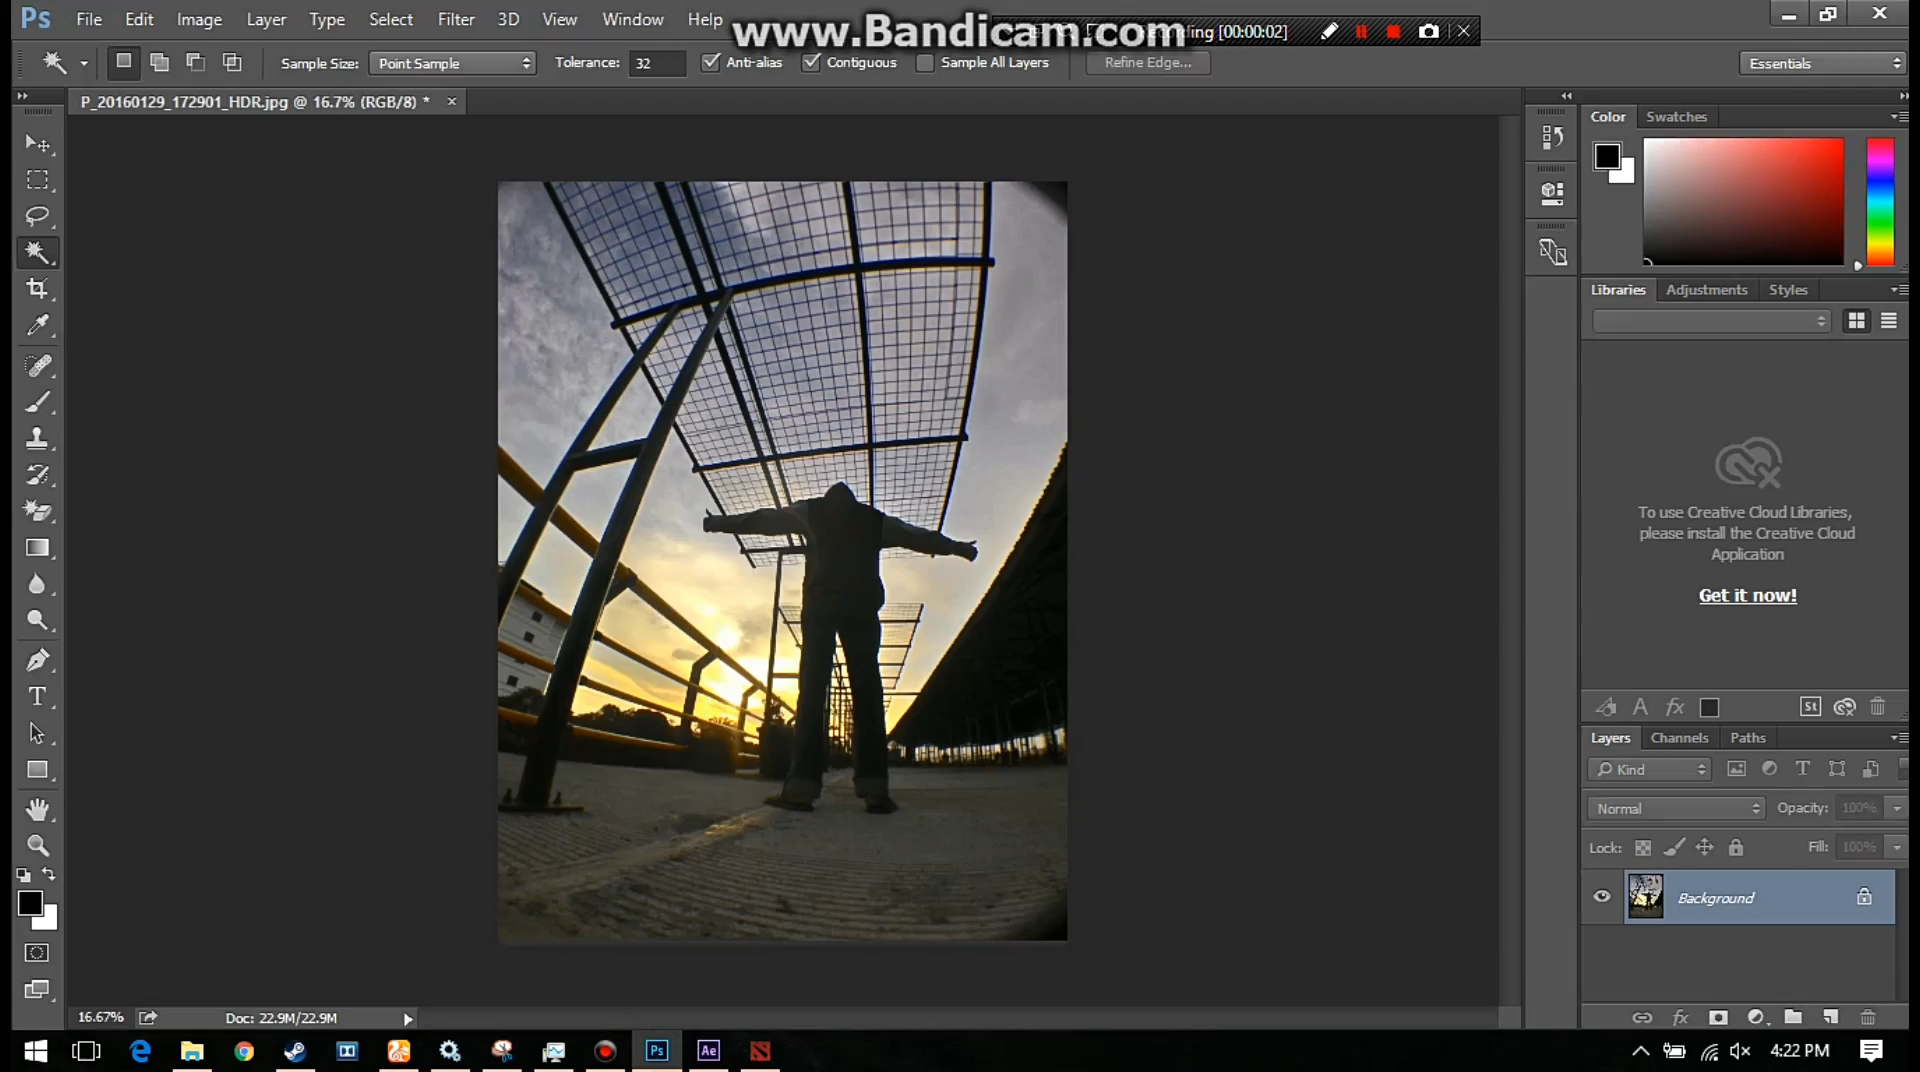 Ps File Edit Image Layer Type Select Filter 3D View Window Help
www.Bandicam.com
Recording [00:00:02]
Sample Size: Point Sample Tolerance: 32 Anti-alias Contiguous Sample All Layers Refine Edge... Essentials
P_20160129_172901_HDR.jpg @ 16.7% (RGB/8) *
Color Swatches
Libraries Adjustments Styles
To use Creative Cloud Libraries,
please install the Creative Cloud
Application
Get it now!
St
Layers Channels Paths
Kind
Normal Opacity: 100%
Lock: Fill: 100%
Background
16.67% Doc: 22.9M/22.9M
Ps Ae 4:22 PM